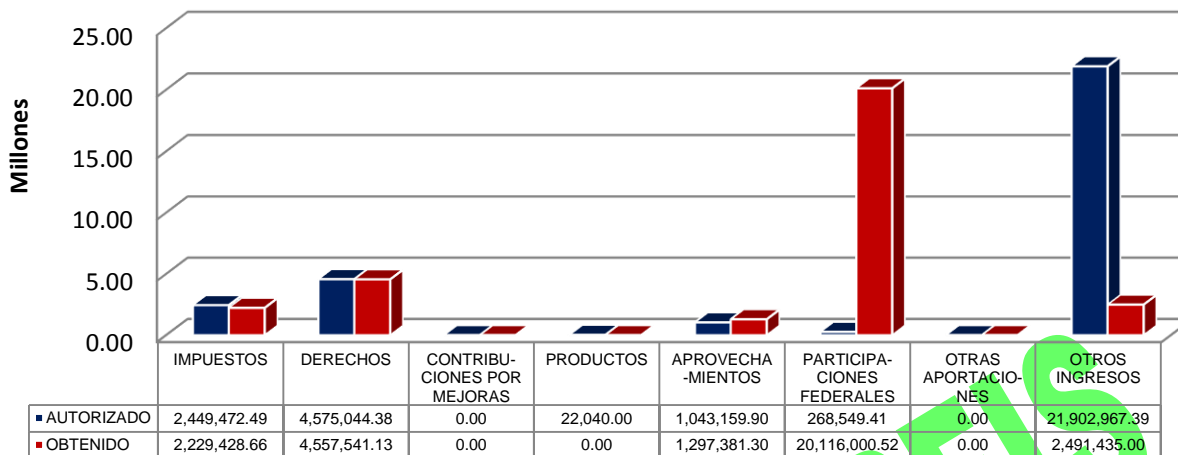 25.00
20.00
15.00
10.00
5.00
0.00
Millones
IMPUESTOS
DERECHOS
CONTRIBU-
CIONES POR
MEJORAS
PRODUCTOS
APROVECHA
-MIENTOS
PARTICIPA-
CIONES
FEDERALES
OTRAS
APORTACIO-
NES
OTROS
INGRESOS
AUTORIZADO 2,449,472.49 4,575,044.38 0.00 22,040.00 1,043,159.90 268,549.41 0.00 21,902,967.39
OBTENIDO 2,229,428.66 4,557,541.13 0.00 0.00 1,297,381.30 20,116,000.52 0.00 2,491,435.00